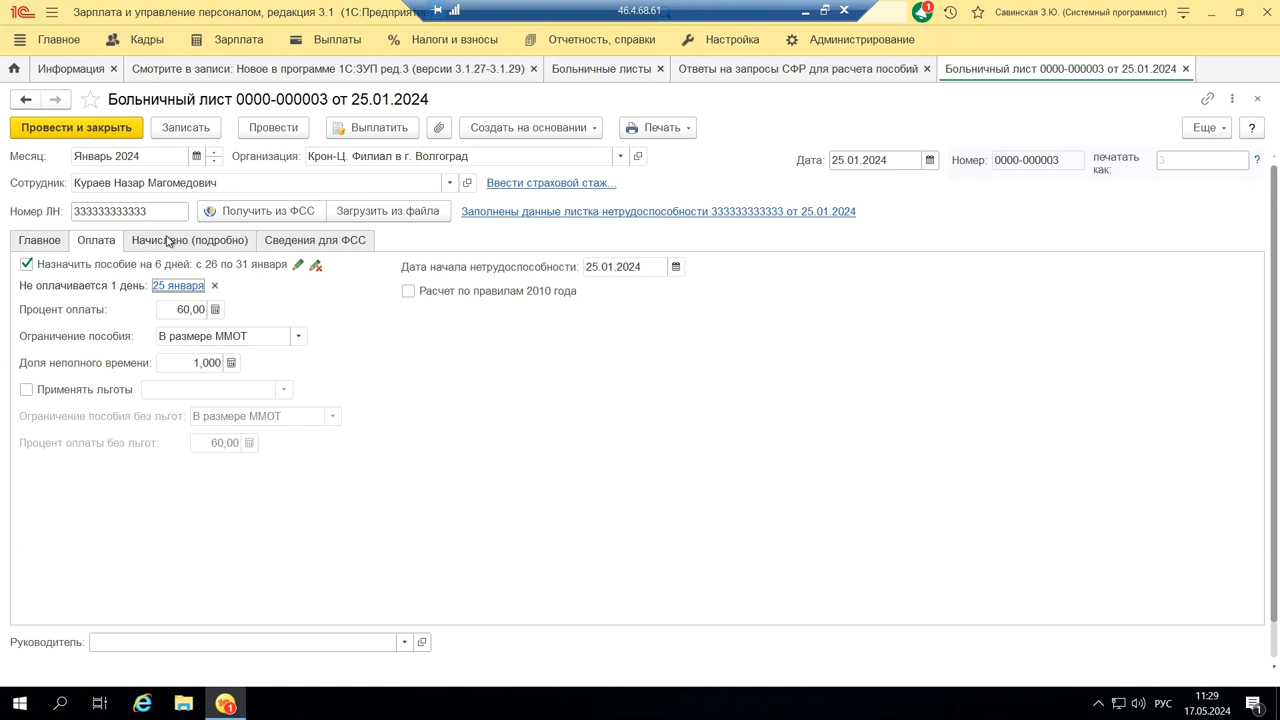 Зарплата и управление персоналом, редакция 3.1 (1С:Предприятие
46.4.68.61
1
Савинская З.Ю. (Системный программист)
Главное
Кадры
Зарплата
Выплаты
Налоги и взносы
Отчетность, справки
Настройка
Администрирование
Информация
Смотрите в записи: Новое в программе 1С:ЗУП ред.3 (версии 3.1.27-3.1.29)
Больничные листы
Ответы на запросы СФР для расчета пособий
Больничный лист 0000-000003 от 25.01.2024
Больничный лист 0000-000003 от 25.01.2024
Провести и закрыть
Записать
Провести
Выплатить
Создать на основании
Печать
Еще
?
Месяц: Январь 2024
Организация: Крон-Ц. Филиал в г. Волгоград
Дата: 25.01.2024
Номер: 0000-000003
печатать как: 3
?
Сотрудник: Кураев Назар Магомедович
Ввести страховой стаж...
Номер ЛН: 333333333333
Получить из ФСС
Загрузить из файла
Заполнены данные листка нетрудоспособности 333333333333 от 25.01.2024
Главное
Оплата
Начислено (подробно)
Сведения для ФСС
Назначить пособие на 6 дней: с 26 по 31 января
Дата начала нетрудоспособности: 25.01.2024
Не оплачивается 1 день: 25 января
Расчет по правилам 2010 года
Процент оплаты: 60,00
Ограничение пособия: В размере ММОТ
Доля неполного времени: 1,000
Применять льготы
Ограничение пособия без льгот: В размере ММОТ
Процент оплаты без льгот: 60,00
Руководитель:
1
РУС
11:29
17.05.2024
1